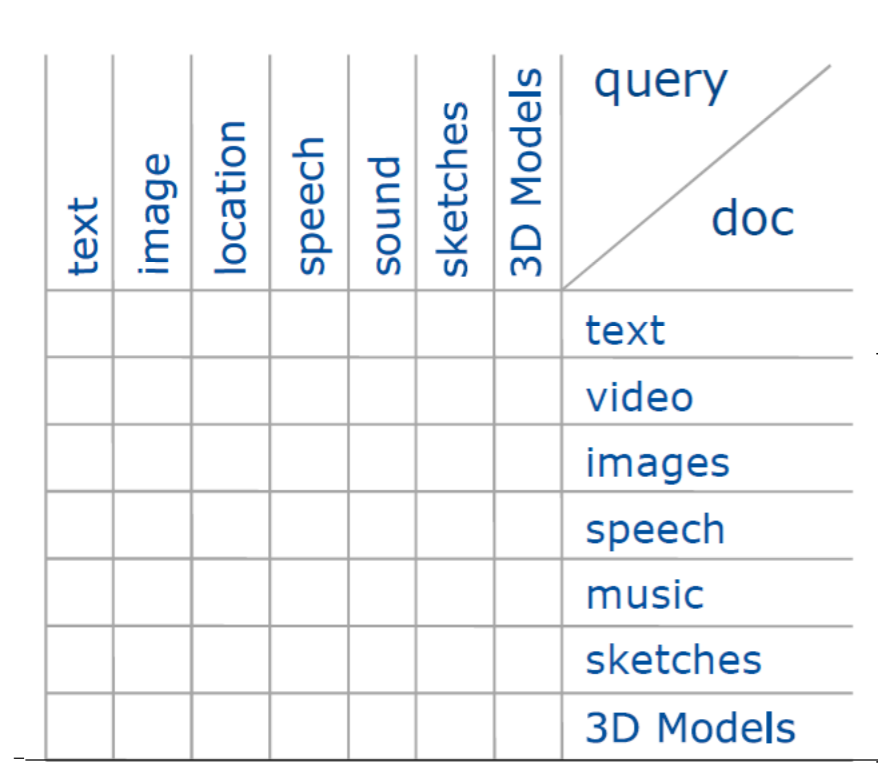 text
image
location
speech
sound
sketches
3D Models
query
doc
text
video
images
speech
music
sketches
3D Models